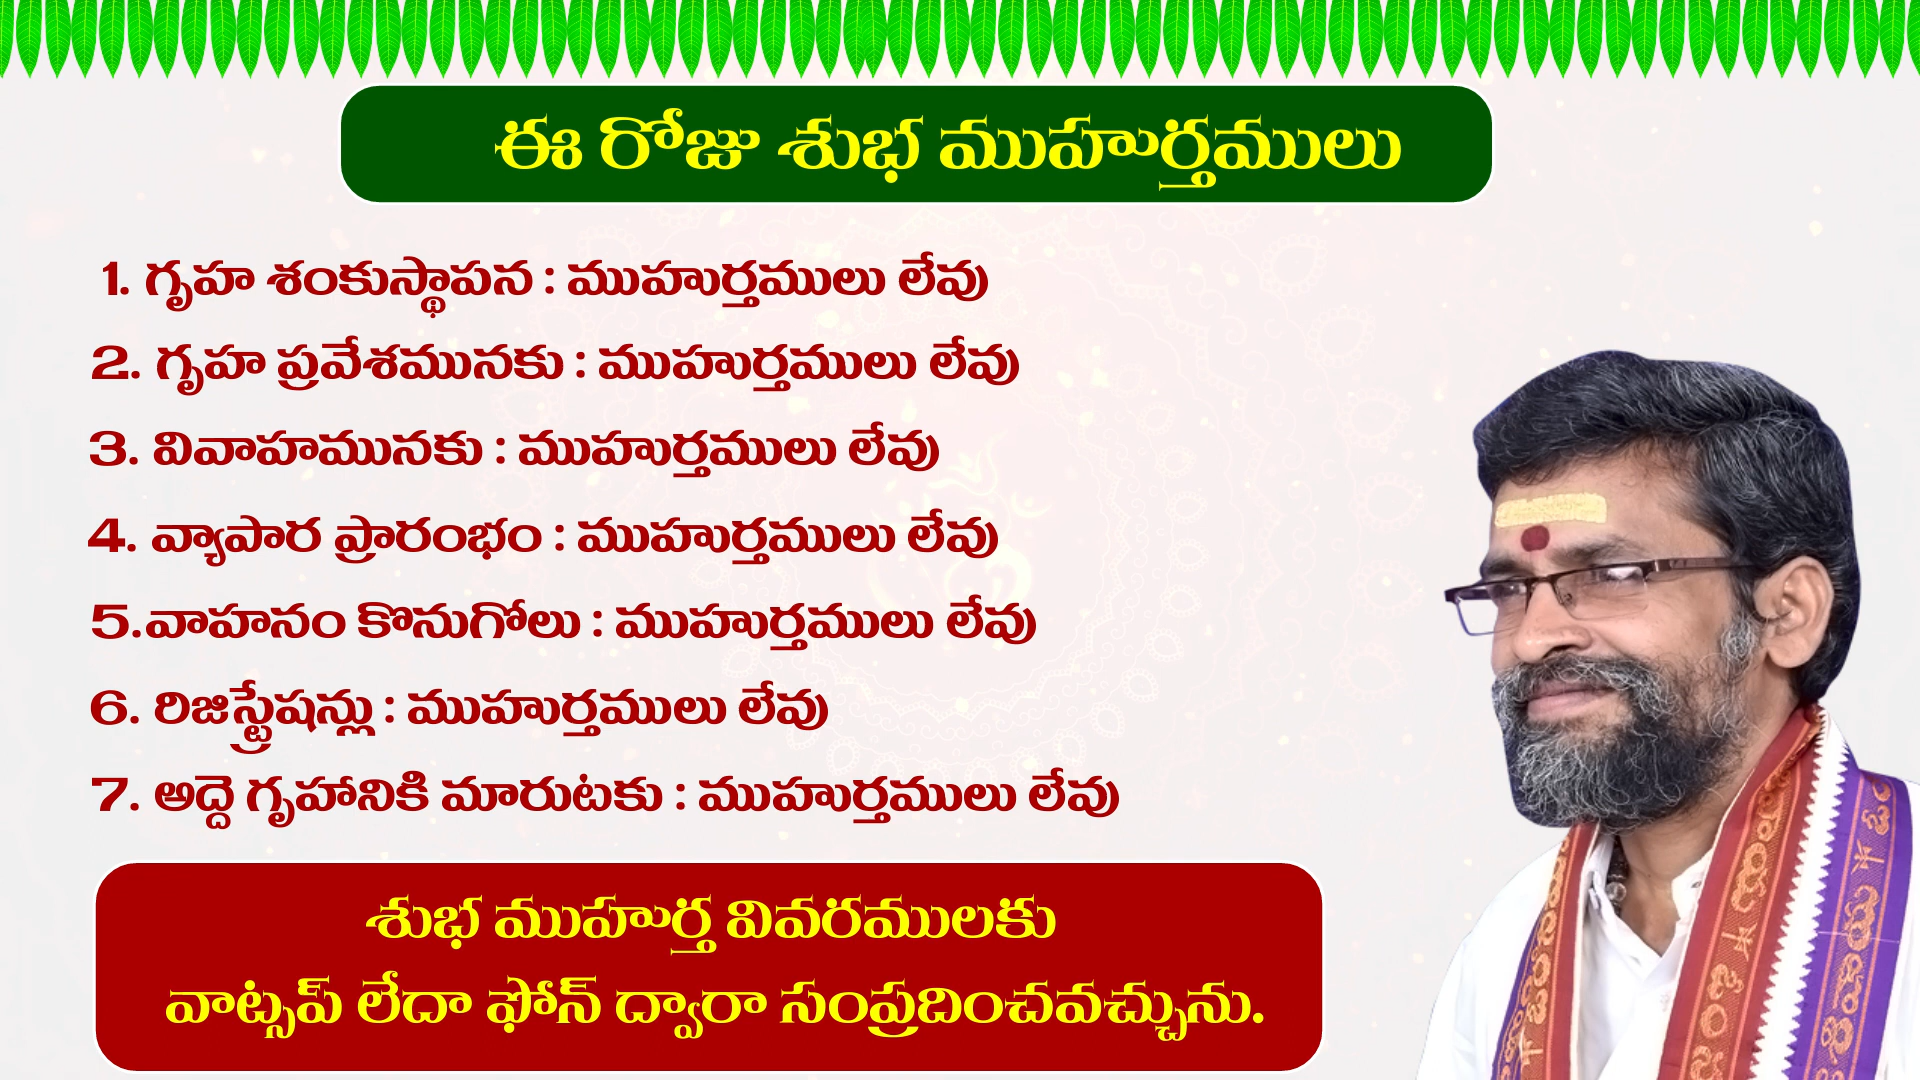 ఈ రోజు శుభ ముహుర్తములు
1. గృహ శంకుస్థాపన : ముహుర్తములు లేవు
2. గృహ ప్రవేశమునకు : ముహుర్తములు లేవు
3. వివాహమునకు : ముహుర్తములు లేవు
4. వ్యాపార ప్రారంభం : ముహుర్తములు లేవు
5.వాహనం కొనుగోలు : ముహుర్తములు లేవు
6. రిజిస్ట్రేషన్లు : ముహుర్తములు లేవు
7. అద్దె గృహానికి మారుటకు : ముహుర్తములు లేవు
శుభ ముహుర్త వివరములకు
వాట్సప్ లేదా ఫోన్ ద్వారా సంప్రదించవచ్చును.